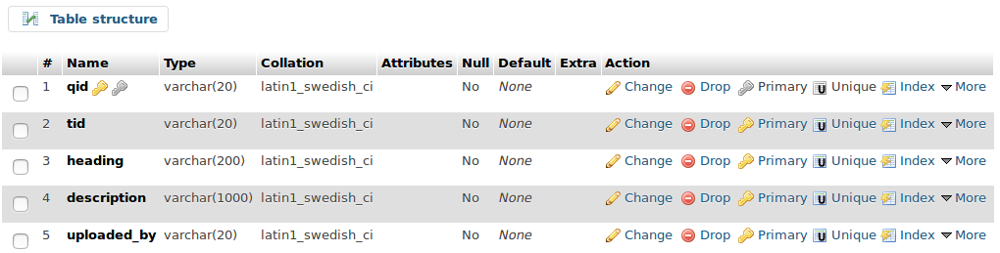 Table structure
# Name Type Collation Attributes Null Default Extra Action
1 qid varchar(20) latin1_swedish_ci No None Change Drop Primary Unique Index More
2 tid varchar(20) latin1_swedish_ci No None Change Drop Primary Unique Index More
3 heading varchar(200) latin1_swedish_ci No None Change Drop Primary Unique Index More
4 description varchar(1000) latin1_swedish_ci No None Change Drop Primary Unique Index More
5 uploaded_by varchar(20) latin1_swedish_ci No None Change Drop Primary Unique Index More